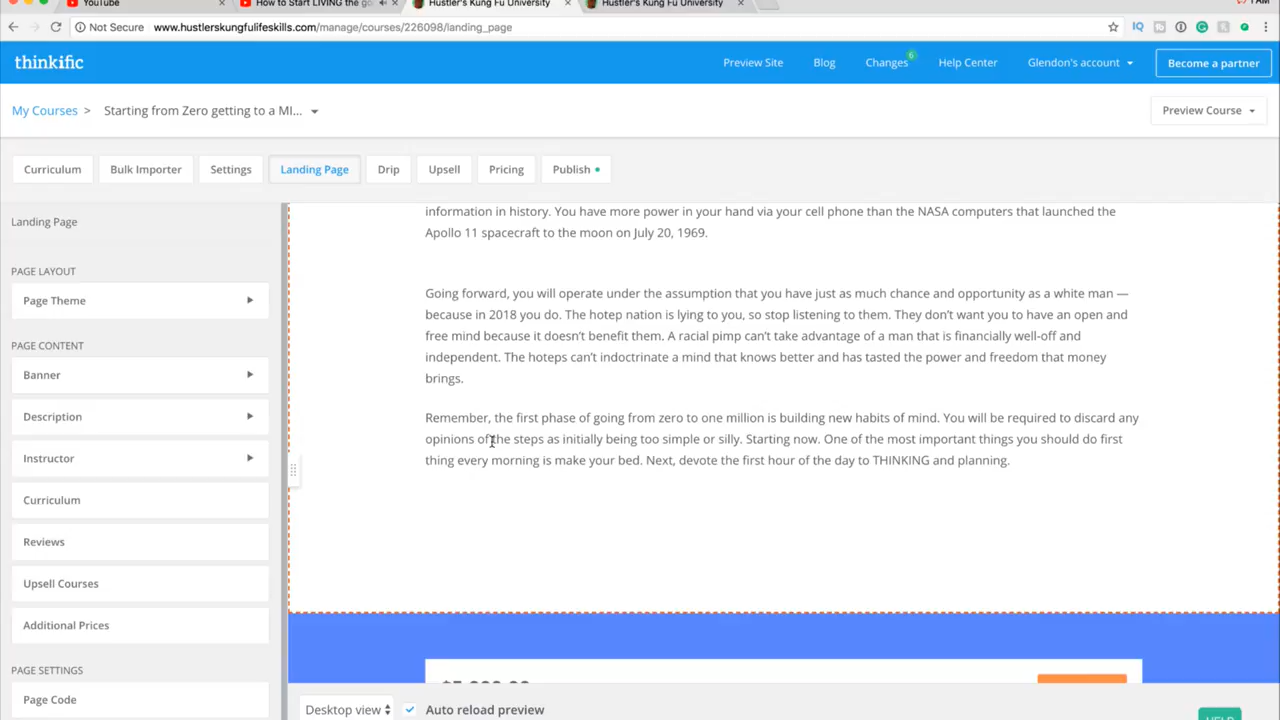 YouTube
How to Start LIVING the go
Hustler's Kung Fu University
Hustler's Kung Fu University
Not Secure
www.hustlerskungfulifeskills.com/manage/courses/226098/landing_page
IQ
thinkific
Preview Site
Blog
Changes
6
Help Center
Glendon's account
Become a partner
My Courses >
Starting from Zero getting to a MI...
Preview Course
Curriculum
Bulk Importer
Settings
Landing Page
Drip
Upsell
Pricing
Publish
Landing Page
PAGE LAYOUT
Page Theme
PAGE CONTENT
Banner
Description
Instructor
Curriculum
Reviews
Upsell Courses
Additional Prices
PAGE SETTINGS
Page Code
information in history. You have more power in your hand via your cell phone than the NASA computers that launched the
Apollo 11 spacecraft to the moon on July 20, 1969.
Going forward, you will operate under the assumption that you have just as much chance and opportunity as a white man —
because in 2018 you do. The hotep nation is lying to you, so stop listening to them. They don't want you to have an open and
free mind because it doesn't benefit them. A racial pimp can't take advantage of a man that is financially well-off and
independent. The hoteps can't indoctrinate a mind that knows better and has tasted the power and freedom that money
brings.
Remember, the first phase of going from zero to one million is building new habits of mind. You will be required to discard any
opinions of the steps as initially being too simple or silly. Starting now. One of the most important things you should do first
thing every morning is make your bed. Next, devote the first hour of the day to THINKING and planning.
Desktop view
Auto reload preview
HELP